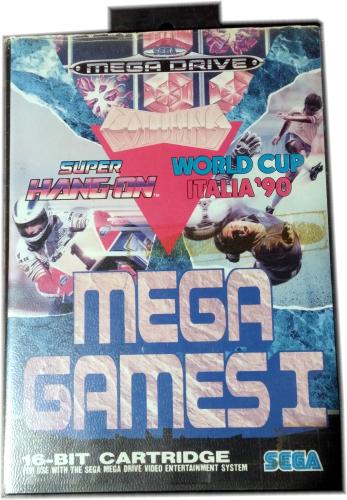 SEGA
MEGA DRIVE
COLUMNS
SUPER
HANG-ON™
WORLD CUP
ITALIA '90
MEGA
GAMES I
16-BIT CARTRIDGE
FOR USE WITH THE SEGA MEGA DRIVE VIDEO ENTERTAINMENT SYSTEM
SEGA